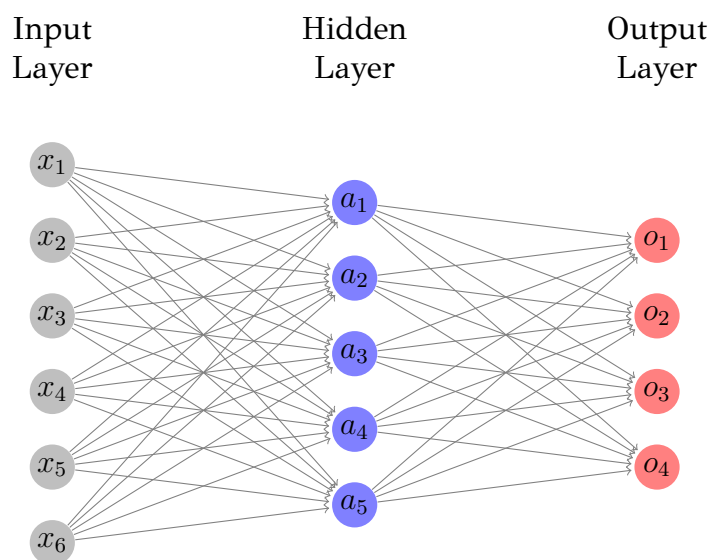 Input
Layer
Hidden
Layer
Output
Layer
x₁
x₂
x₃
x₄
x₅
x₆
a₁
a₂
a₃
a₄
a₅
o₁
o₂
o₃
o₄